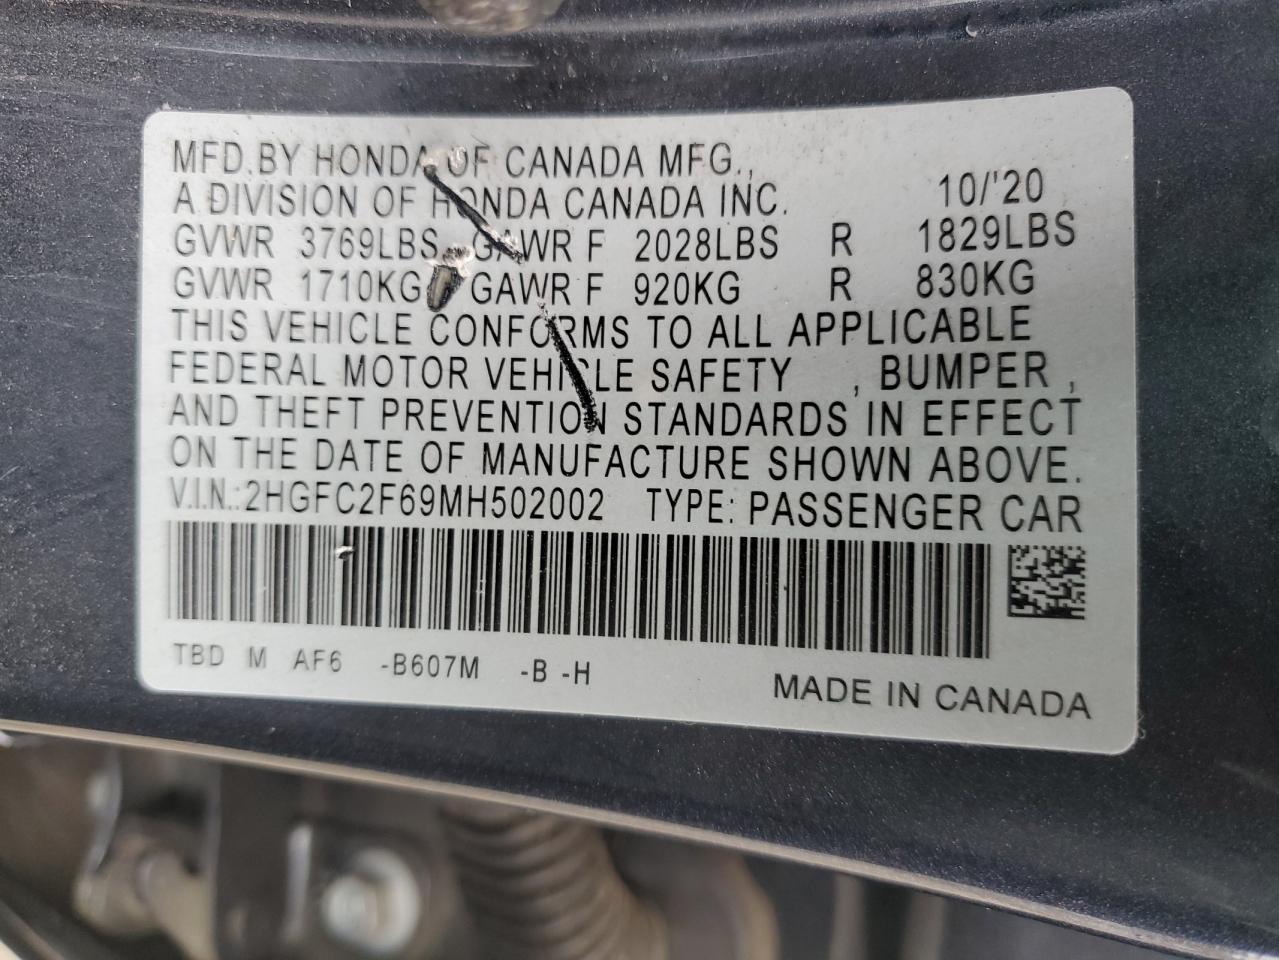 MFD.BY HONDA OF CANADA MFG.,
A DIVISION OF HONDA CANADA INC. 10/'20
GVWR 3769LBS GAWR F 2028LBS R 1829LBS
GVWR 1710KG GAWR F 920KG R 830KG
THIS VEHICLE CONFORMS TO ALL APPLICABLE
FEDERAL MOTOR VEHICLE SAFETY , BUMPER ,
AND THEFT PREVENTION STANDARDS IN EFFECT
ON THE DATE OF MANUFACTURE SHOWN ABOVE.
V.I.N.:2HGFC2F69MH502002 TYPE: PASSENGER CAR
TBD M AF6 -B607M -B -H
MADE IN CANADA